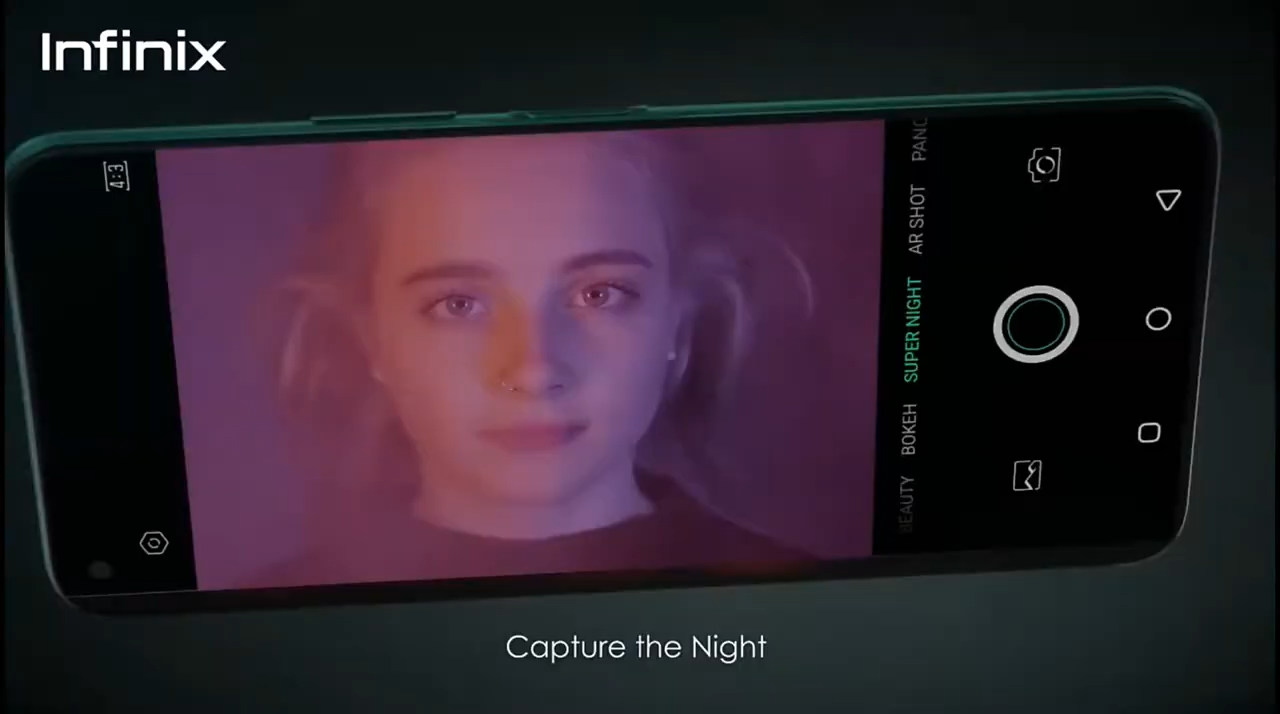 Infinix
4:3
PANO
AR SHOT
SUPER NIGHT
BOKEH
BEAUTY
Capture the Night